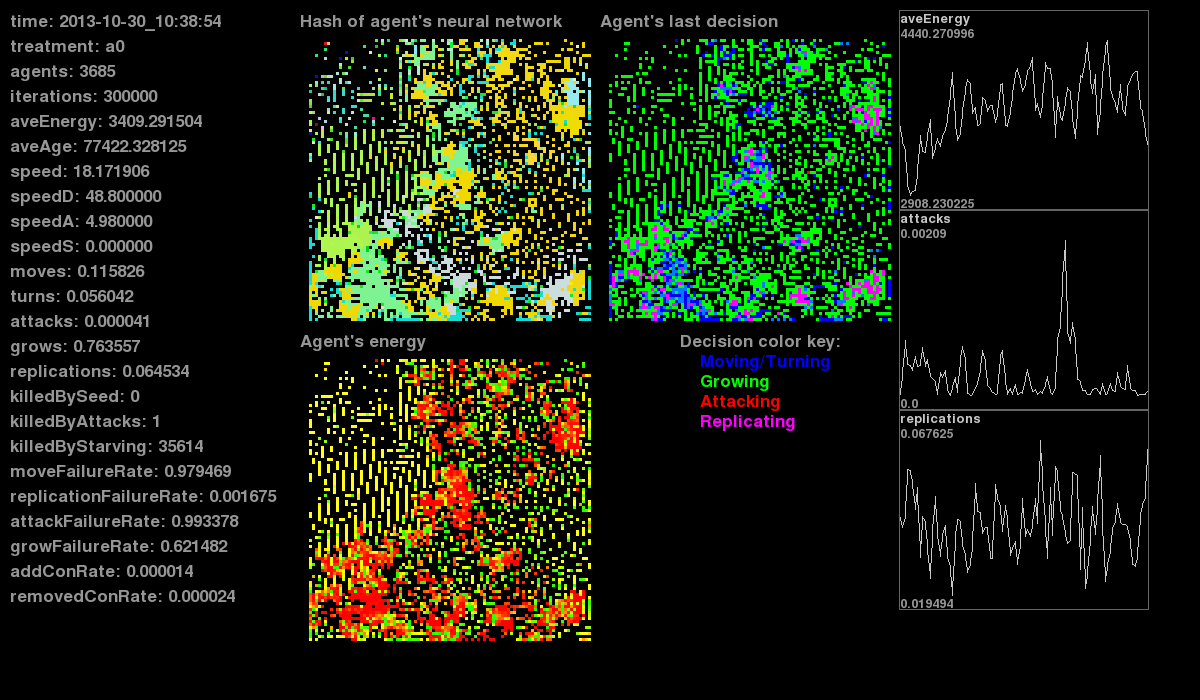 time: 2013-10-30_10:38:54
treatment: a0
agents: 3685
iterations: 300000
aveEnergy: 3409.291504
aveAge: 77422.328125
speed: 18.171906
speedD: 48.800000
speedA: 4.980000
speedS: 0.000000
moves: 0.115826
turns: 0.056042
attacks: 0.000041
grows: 0.763557
replications: 0.064534
killedBySeed: 0
killedByAttacks: 1
killedByStarving: 35614
moveFailureRate: 0.979469
replicationFailureRate: 0.001675
attackFailureRate: 0.993378
growFailureRate: 0.621482
addConRate: 0.000014
removedConRate: 0.000024
Hash of agent's neural network
Agent's last decision
Agent's energy
Decision color key:
Moving/Turning
Growing
Attacking
Replicating
aveEnergy
4440.270996
2908.230225
attacks
0.00209
0.0
replications
0.067625
0.019494